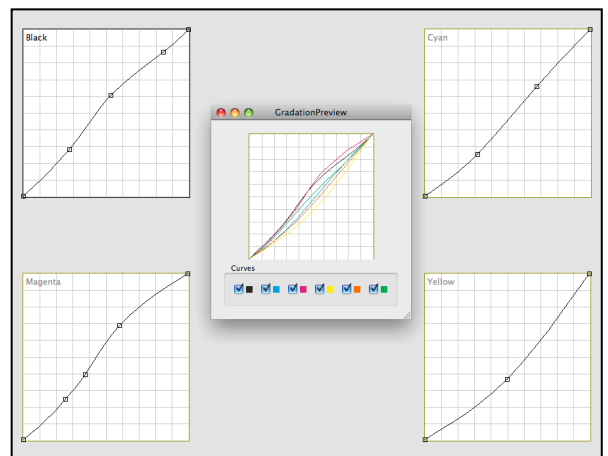 Black
Cyan
GradationPreview
Curves
Magenta
Yellow